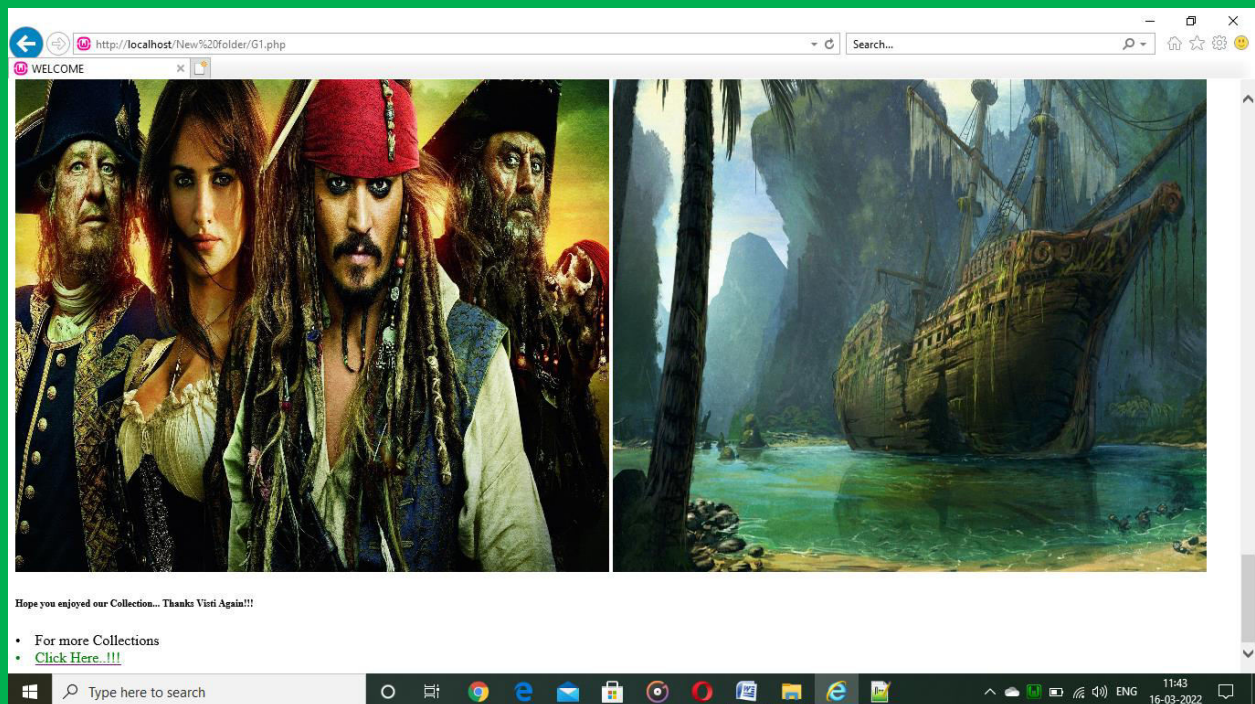 http://localhost/New%20folder/G1.php
Search...
WELCOME
Hope you enjoyed our Collection... Thanks Visti Again!!!
• For more Collections
• Click Here..!!!
Type here to search
ENG
11:43
16-03-2022